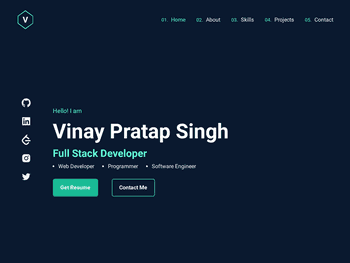 V
01. Home 02. About 03. Skills 04. Projects 05. Contact
Hello! I am
Vinay Pratap Singh
Full Stack Developer
• Web Developer • Programmer • Software Engineer
Get Resume Contact Me